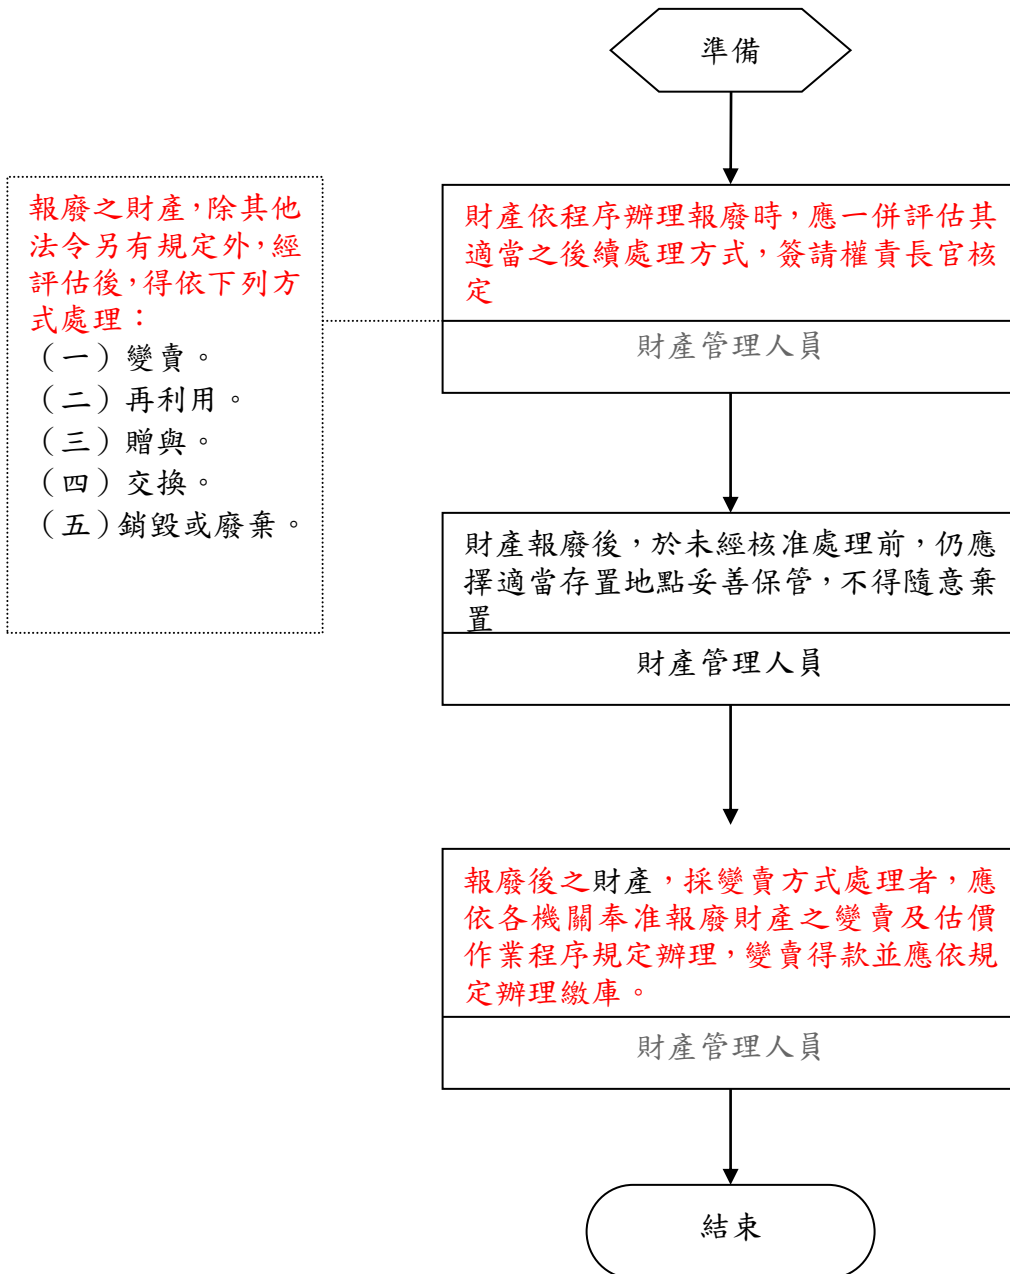 準備
報廢之財產，除其他
法令另有規定外，經
評估後，得依下列方
式處理：
（一）變賣。
（二）再利用。
（三）贈與。
（四）交換。
（五）銷毀或廢棄。
財產依程序辦理報廢時，應一併評估其
適當之後續處理方式，簽請權責長官核
定
財產管理人員
財產報廢後，於未經核准處理前，仍應
擇適當存置地點妥善保管，不得隨意棄
置
財產管理人員
報廢後之財產，採變賣方式處理者，應
依各機關奉准報廢財產之變賣及估價
作業程序規定辦理，變賣得款並應依規
定辦理繳庫。
財產管理人員
結束